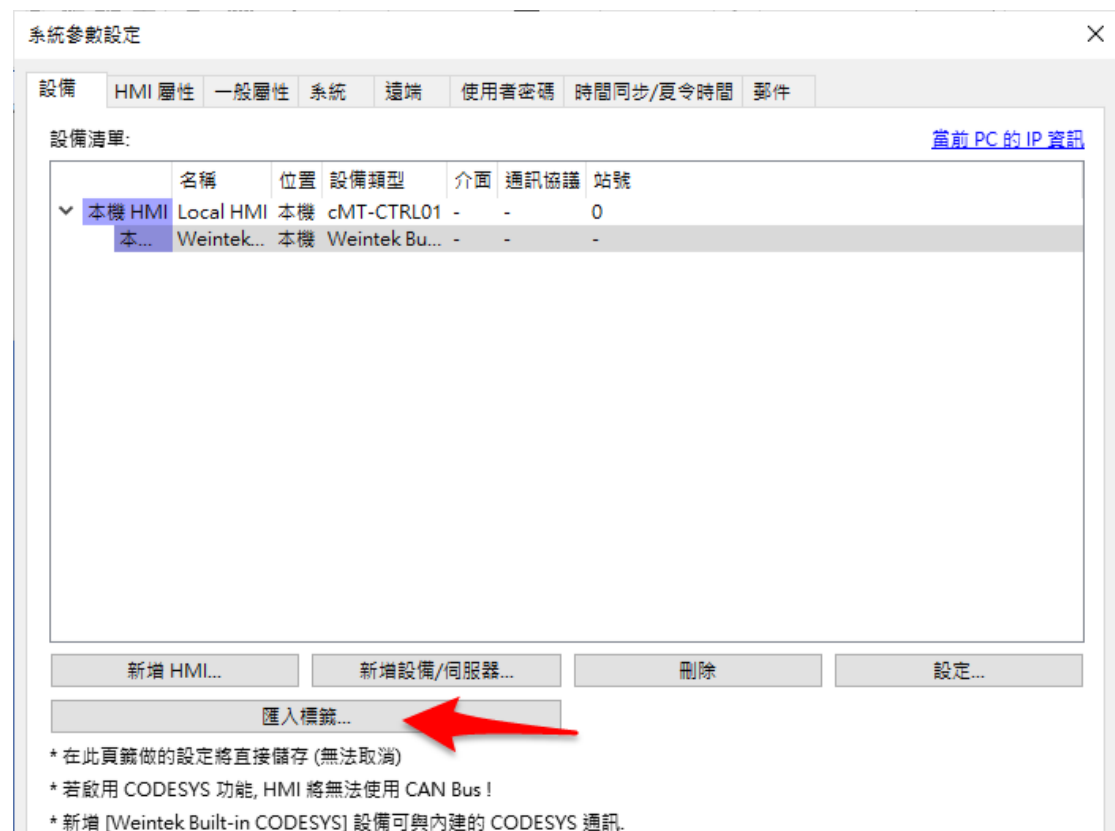 系統參數設定
設備 HMI 屬性 一般屬性 系統 遠端 使用者密碼 時間同步/夏令時間 郵件
設備清單: 當前 PC 的 IP 資訊
名稱 位置 設備類型 介面 通訊協議 站號
本機 HMI Local HMI 本機 cMT-CTRL01 - - 0
本... Weintek... 本機 Weintek Bu... - - -
新增 HMI... 新增設備/伺服器... 刪除 設定...
匯入標籤...
* 在此頁籤做的設定將直接儲存 (無法取消)
* 若啟用 CODESYS 功能, HMI 將無法使用 CAN Bus !
* 新增 [Weintek Built-in CODESYS] 設備可與內建的 CODESYS 通訊.